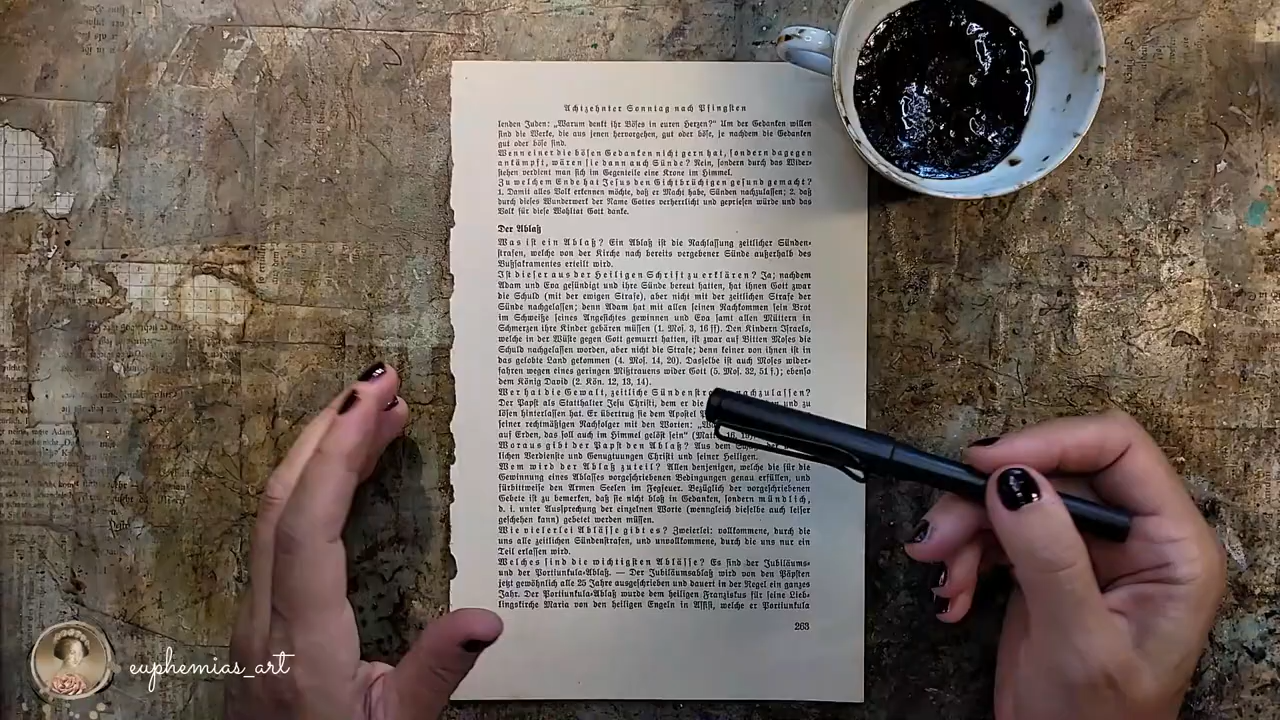 Achtzehnter Sonntag nach Pfingsten
lenden Juden: „Warum denkt ihr Böses in euren Herzen?“ Um der Gedanken willen
sind die Werke, die aus jenen hervorgehen, gut oder böse, je nachdem die Gedanken
gut oder böse sind.
Wenn einer die bösen Gedanken nicht gern hat, sondern dagegen
ankämpft, wären sie dann auch Sünde? Nein, sondern durch das Wider-
stehen verdient man sich im Gegenteile eine Krone im Himmel.
Zu welchem Ende hat Jesus den Gichtbrüchigen gesund gemacht?
1. Damit alles Volk erkennen möchte, daß er Macht habe, Sünden nachzulassen; 2. daß
durch dieses Wunderwerk der Name Gottes verherrlicht und gepriesen würde und das
Volk für diese Wohltat Gott danke.
Der Ablaß
Was ist ein Ablaß? Ein Ablaß ist die Nachlassung zeitlicher Sünden-
strafen, welche von der Kirche nach bereits vergebener Sünde außerhalb des
Bußsakramentes erteilt wird.
Ist dieser aus der Heiligen Schrift zu erklären? Ja; nachdem
Adam und Eva gesündigt und ihre Sünde bereut hatten, hat ihnen Gott zwar
die Schuld (mit der ewigen Strafe), aber nicht mit der zeitlichen Strafe der
Sünde nachgelassen; denn Adam hat mit allen seinen Nachkommen sein Brot
im Schweiße seines Angesichtes gewinnen und Eva samt allen Müttern in
Schmerzen ihre Kinder gebären müssen (1. Mos. 3, 16 ff). Den Kindern Israels,
welche in der Wüste gegen Gott gemurrt hatten, ist zwar auf Bitten Moses die
Schuld nachgelassen worden, aber nicht die Strafe; denn keiner von ihnen ist in
das gelobte Land gekommen (4. Mos. 14, 20). Dasselbe ist auch Moses wider-
fahren wegen eines geringen Mißtrauens wider Gott (5. Mos. 32, 51 f.); ebenso
dem König David (2. Kön. 12, 13, 14).
Wer hat die Gewalt, zeitliche Sündenstra nachzulassen?
Der Papst als Statthalter Jesu Christi, dem er die und zu
lösen hinterlassen hat. Er übertrug sie dem Apostel
seiner rechtmäßigen Nachfolger mit den Worten:
auf Erden, das soll auch im Himmel gelöst sein“
Woraus gibt der Papst den Ablaß? Aus dem
lichen Verdienste und Genugtuungen Christi und seiner Heiligen.
Wem wird der Ablaß zuteil? Allen denjenigen, welche die für die
Gewinnung eines Ablasses vorgeschriebenen Bedingungen genau erfüllen, und
fürbittweise den Armen Seelen im Fegfeuer. Bezüglich der vorgeschriebenen
Gebete ist zu bemerken, daß sie nicht bloß in Gedanken, sondern mündlich,
d. i. unter Aussprechung der einzelnen Worte (wenngleich dieselbe auch leiser
geschehen kann) gebetet werden müssen.
Wie vielerlei Ablässe gibt es? Zweierlei: vollkommene, durch die
uns alle zeitlichen Sündenstrafen, und unvollkommene, durch die uns nur ein
Teil erlassen wird.
Welches sind die wichtigsten Ablässe? Es sind der Jubiläums-
und der Portiunkula-Ablaß. — Der Jubiläumsablaß wird von den Päpsten
jetzt gewöhnlich alle 25 Jahre ausgeschrieben und dauert in der Regel ein ganzes
Jahr. Der Portiunkula-Ablaß wurde dem heiligen Franziskus für seine Lieb-
lingskirche Maria von den heiligen Engeln in Assisi, welche er Portiunkula
263
euphemias_art